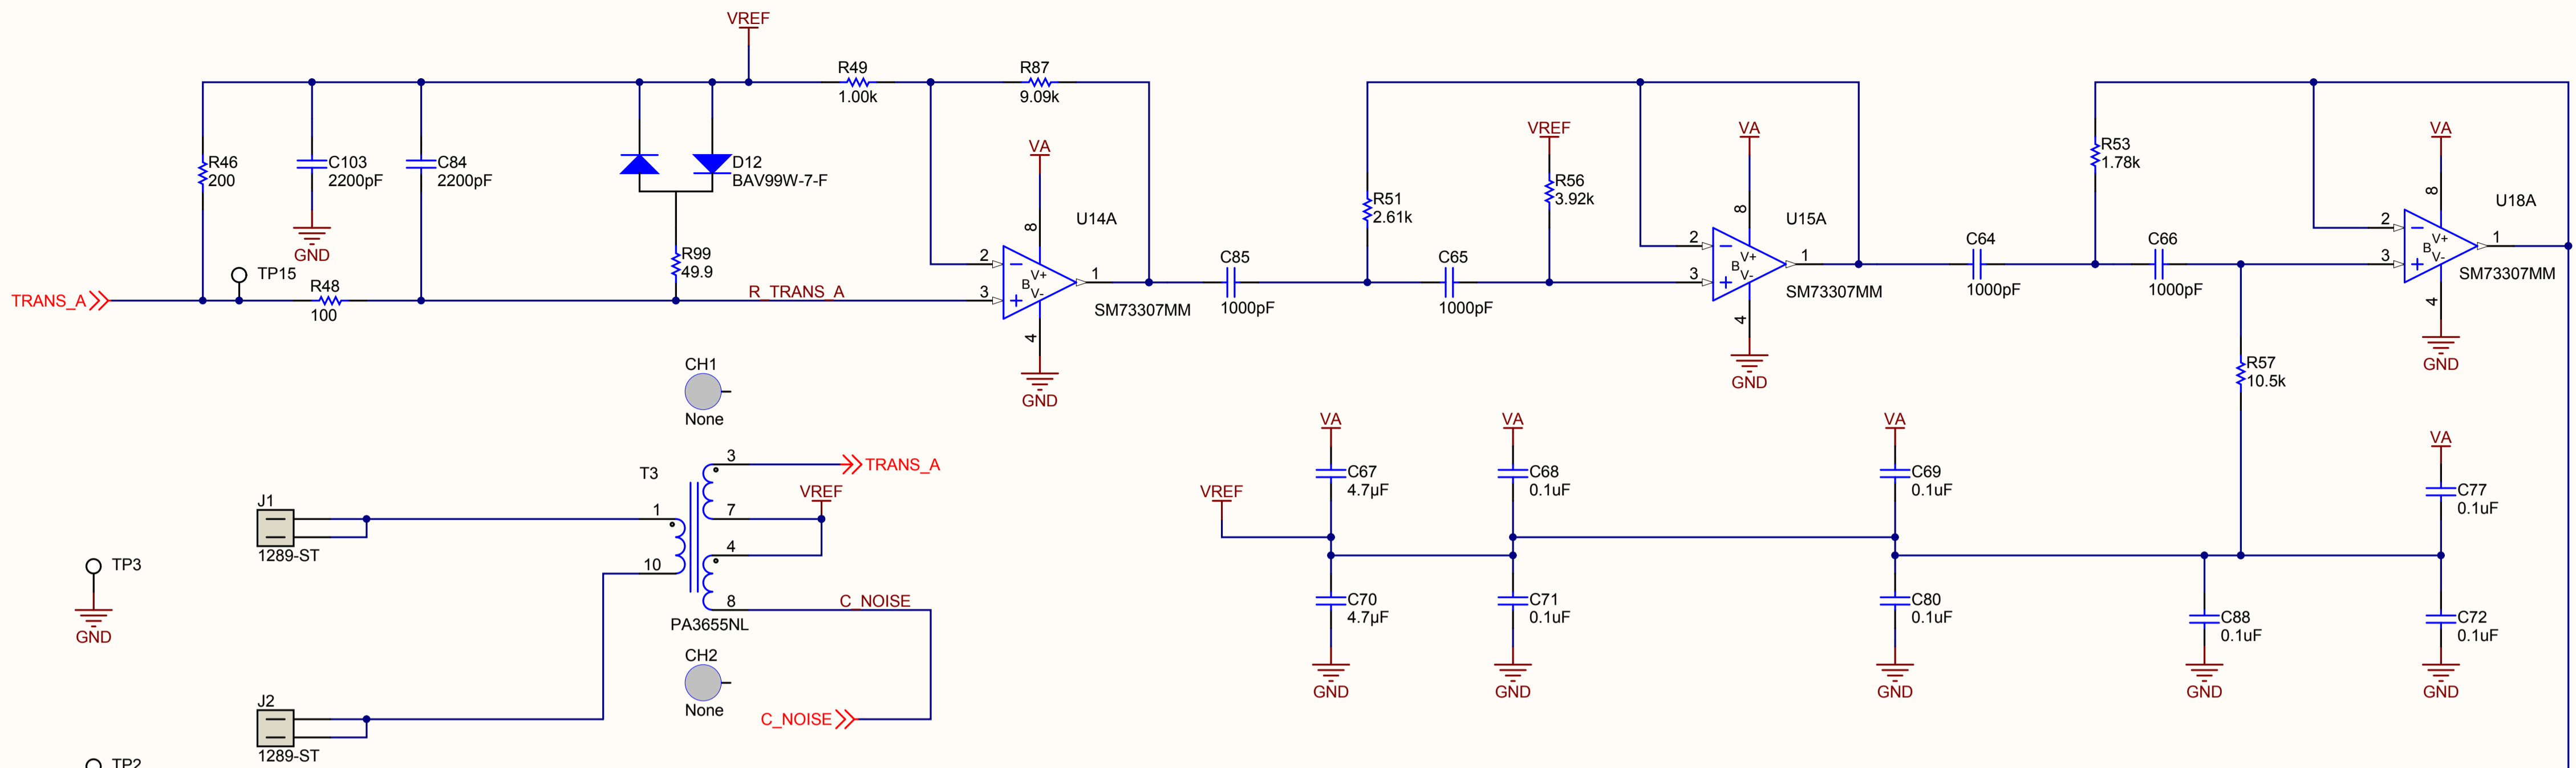 VREF
R49
1.00k
R87
9.09k
R46
200
C103
2200pF
C84
2200pF
D12
BAV99W-7-F
GND
TP15
R48
100
TRANS_A
R99
49.9
R_TRANS_A
VA
8
U14A
2
3
V+
B
V-
1
4
SM73307MM
GND
C85
1000pF
R51
2.61k
C65
1000pF
VREF
R56
3.92k
VA
8
U15A
2
3
V+
B
V-
1
4
SM73307MM
GND
C64
1000pF
R53
1.78k
C66
1000pF
VA
8
U18A
2
3
V+
B
V-
1
4
SM73307MM
GND
R57
10.5k
CH1
None
T3
3
TRANS_A
VREF
1
7
4
10
8
C_NOISE
PA3655NL
J1
1289-ST
TP3
GND
CH2
None
J2
1289-ST
C_NOISE
TP2
VREF
VA
C67
4.7µF
VA
C68
0.1uF
VA
C69
0.1uF
VA
C77
0.1uF
C70
4.7µF
GND
C71
0.1uF
GND
C80
0.1uF
GND
C88
0.1uF
GND
C72
0.1uF
GND